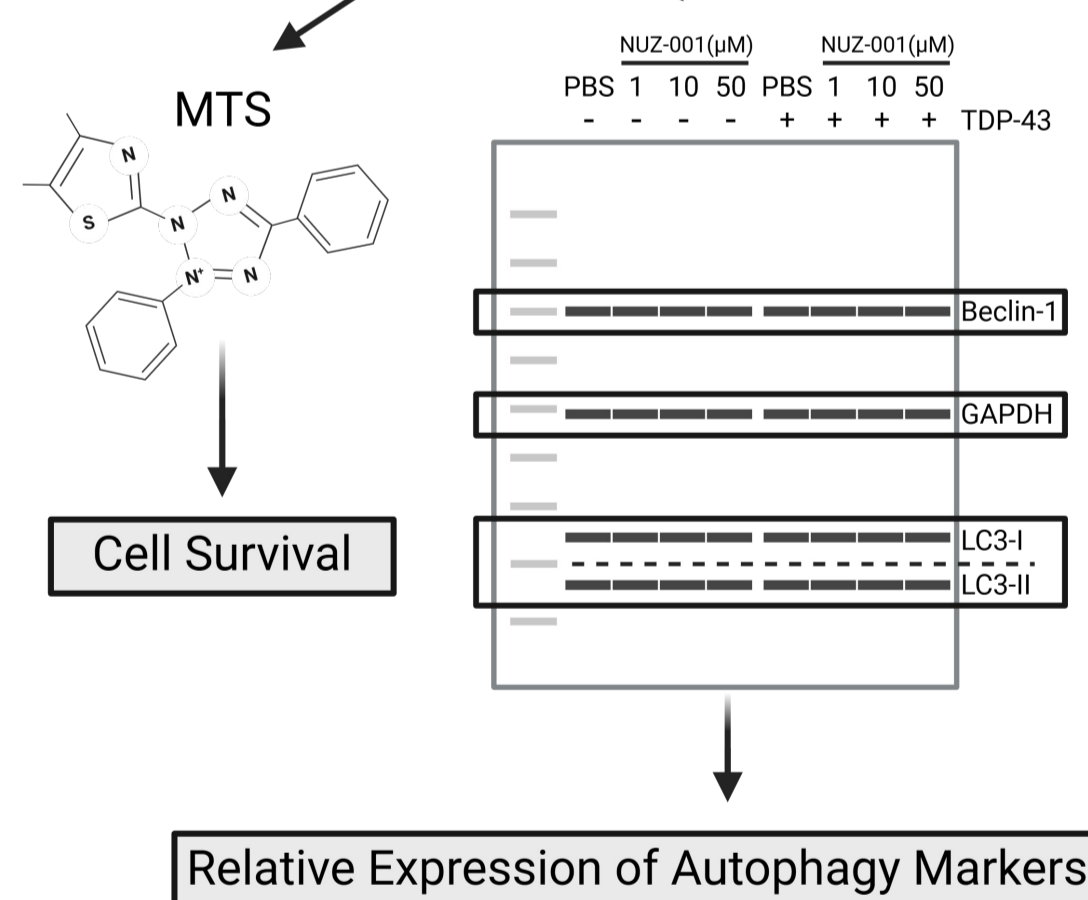 MTS
N
N
S
N
N⁺
N
Cell Survival
NUZ-001(µM) NUZ-001(µM)
PBS 1 10 50 PBS 1 10 50
- - - - + + + + TDP-43
Beclin-1
GAPDH
LC3-I
LC3-II
Relative Expression of Autophagy Markers